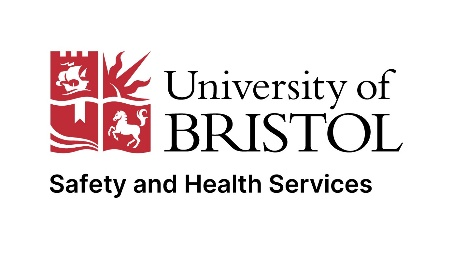 University of
BRISTOL
Safety and Health Services